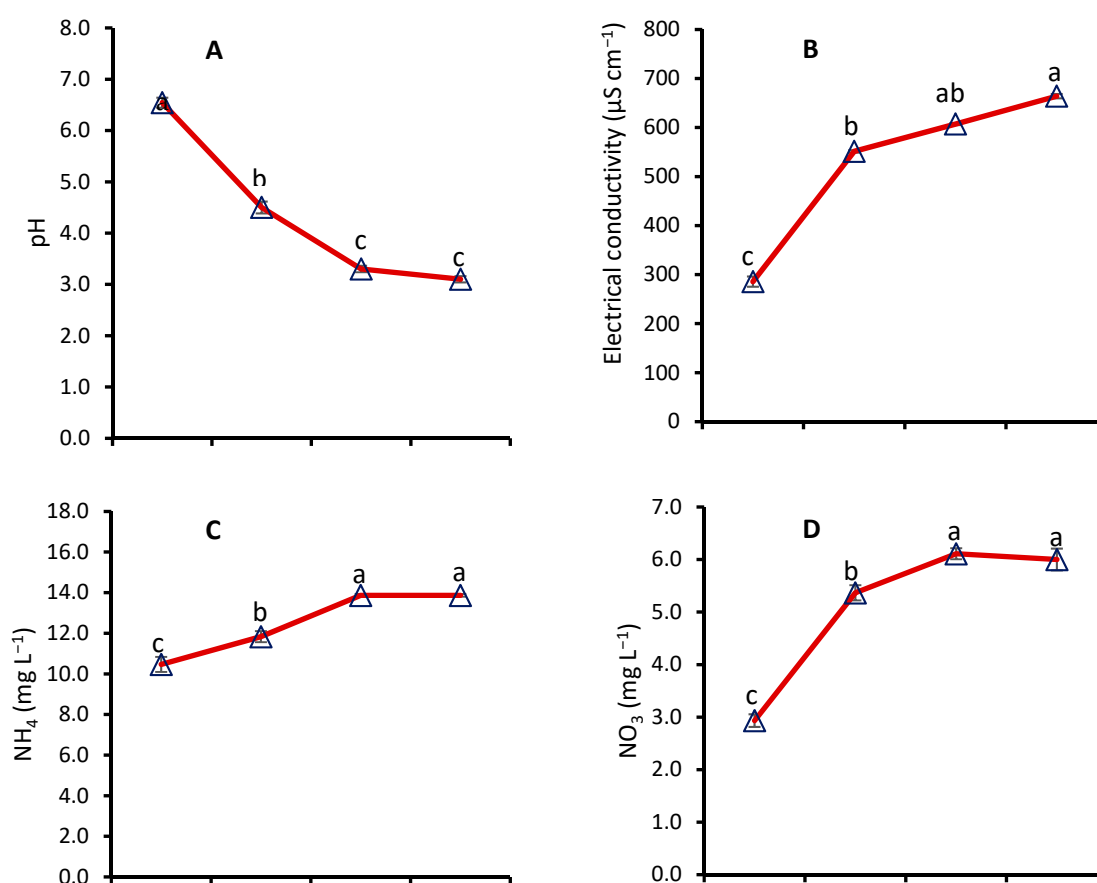 A
8.0
7.0
6.0
5.0
4.0
3.0
2.0
1.0
0.0
pH
a
b
c
c
B
800
700
600
500
400
300
200
100
0
Electrical conductivity (µS cm⁻¹)
c
b
ab
a
C
18.0
16.0
14.0
12.0
10.0
8.0
6.0
4.0
2.0
0.0
NH₄ (mg L⁻¹)
c
b
a
a
D
7.0
6.0
5.0
4.0
3.0
2.0
1.0
0.0
NO₃ (mg L⁻¹)
c
b
a
a